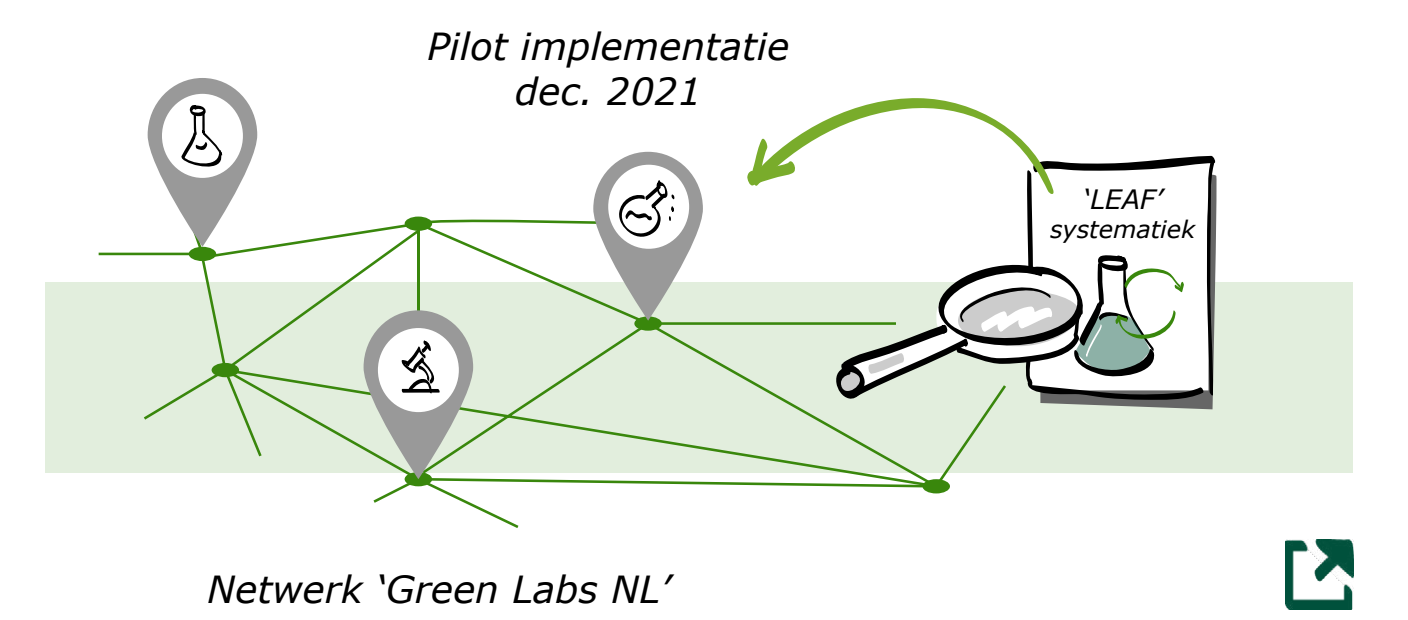 Pilot implementatie
dec. 2021
‘LEAF’
systematiek
Netwerk ‘Green Labs NL’